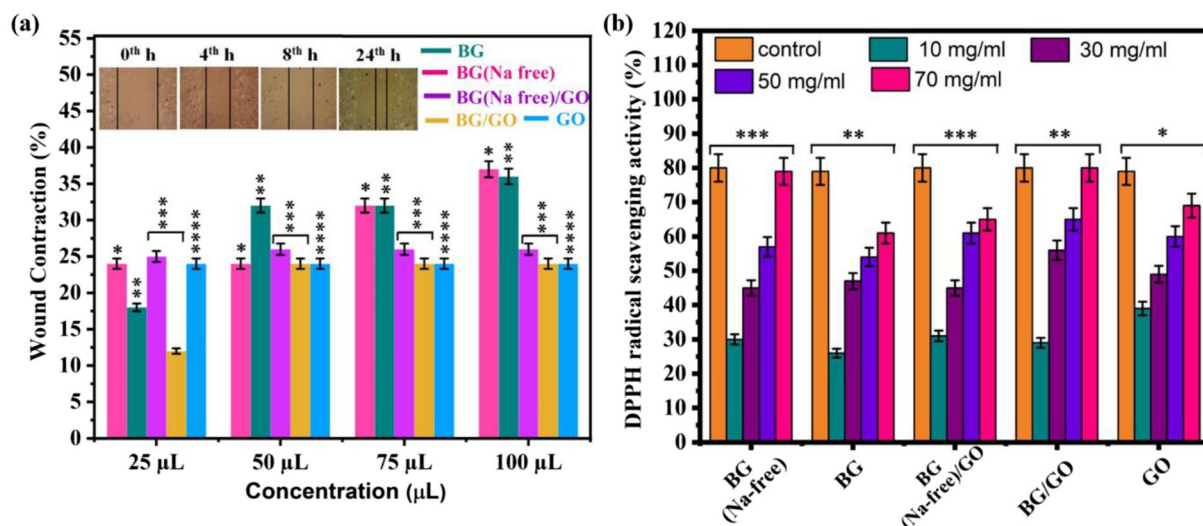 (a)
55
50
45
40
35
30
25
20
15
10
5
0
Wound Contraction (%)
0th h 4th h 8th h 24th h
BG
BG(Na free)
BG(Na free)/GO
BG/GO GO
* ** *** ****
* ** *** ****
* *** *** ****
* ** *** ****
25 µL 50 µL 75 µL 100 µL
Concentration (µL)
(b)
120
110
100
90
80
70
60
50
40
30
20
10
0
DPPH radical scavenging activity (%)
control 10 mg/ml 30 mg/ml
50 mg/ml 70 mg/ml
*** ** *** ** *
BG
(Na-free)
BG
BG
(Na-free)/GO
BG/GO
GO